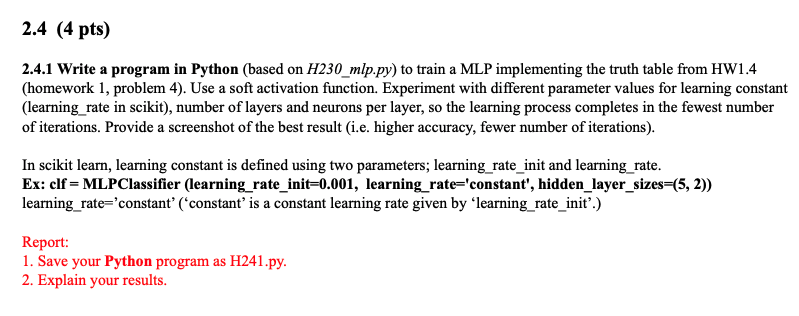 2.4 (4 pts)
2.4.1 Write a program in Python (based on H230_mlp.py) to train a MLP implementing the truth table from HW1.4
(homework 1, problem 4). Use a soft activation function. Experiment with different parameter values for learning constant
(learning_rate in scikit), number of layers and neurons per layer, so the learning process completes in the fewest number
of iterations. Provide a screenshot of the best result (i.e. higher accuracy, fewer number of iterations).
In scikit learn, learning constant is defined using two parameters; learning_rate_init and learning_rate.
Ex: clf = MLPClassifier (learning_rate_init=0.001, learning_rate='constant', hidden_layer_sizes=(5, 2))
learning_rate=’constant’ (‘constant’ is a constant learning rate given by ‘learning_rate_init’.)
Report:
1. Save your Python program as H241.py.
2. Explain your results.